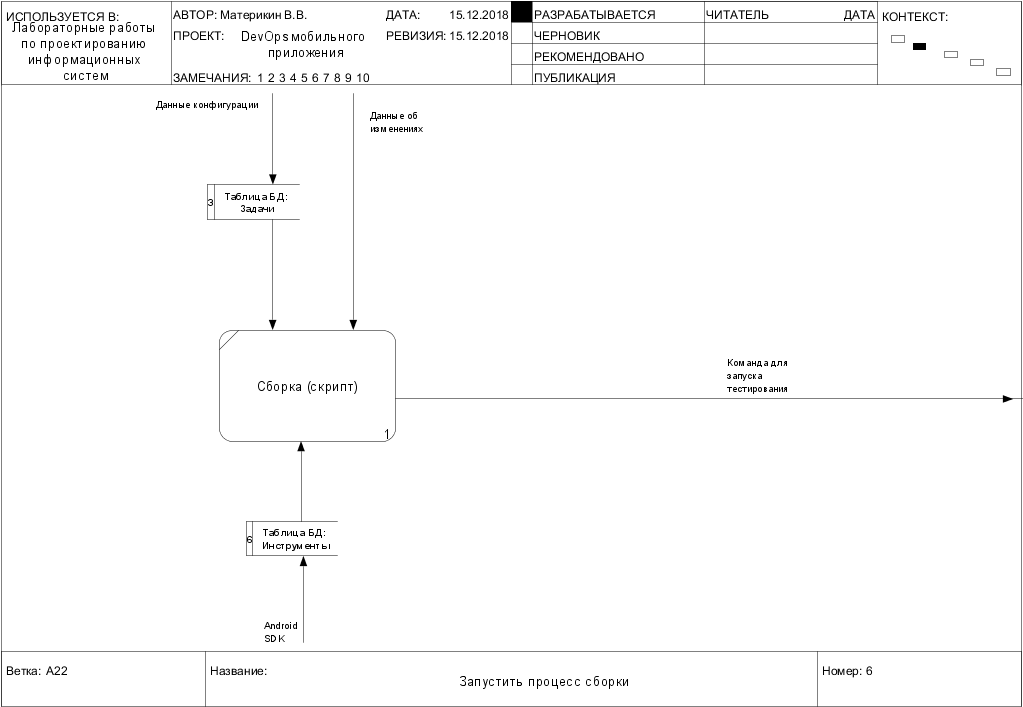 ИСПОЛЬЗУЕТСЯ В:
Лабораторные работы
по проектированию
информационных
систем
АВТОР: Материкин В.В.
ДАТА: 15.12.2018
ПРОЕКТ: DevOps мобильного
приложения
РЕВИЗИЯ: 15.12.2018
ЗАМЕЧАНИЯ: 1 2 3 4 5 6 7 8 9 10
РАЗРАБАТЫВАЕТСЯ
ЧЕРНОВИК
РЕКОМЕНДОВАНО
ПУБЛИКАЦИЯ
ЧИТАТЕЛЬ ДАТА
КОНТЕКСТ:
Данные конфигурации
Данные об
изменениях
3
Таблица БД:
Задачи
Сборка (скрипт)
1
Команда для
запуска
тестирования
6
Таблица БД:
Инструменты
Android
SDK
Ветка: A22
Название:
Запустить процесс сборки
Номер: 6